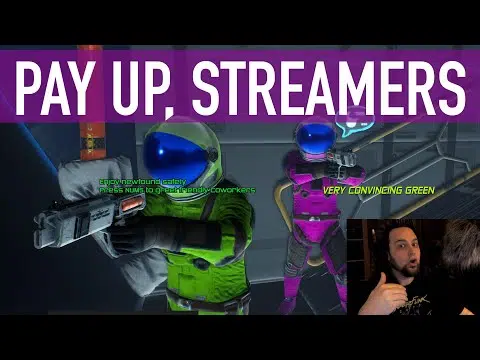 PAY UP, STREAMERS
Enjoy newfound safety
Press NUM5 to greet friendly coworkers
VERY CONVINCING GREEN